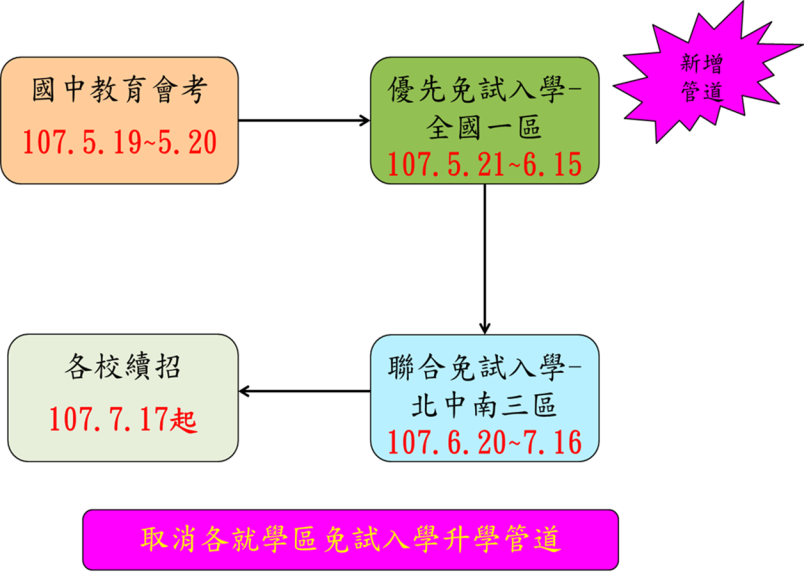 國中教育會考
107.5.19~5.20
優先免試入學-
全國一區
107.5.21~6.15
新增
管道
各校續招
107.7.17起
聯合免試入學-
北中南三區
107.6.20~7.16
取消各就學區免試入學升學管道